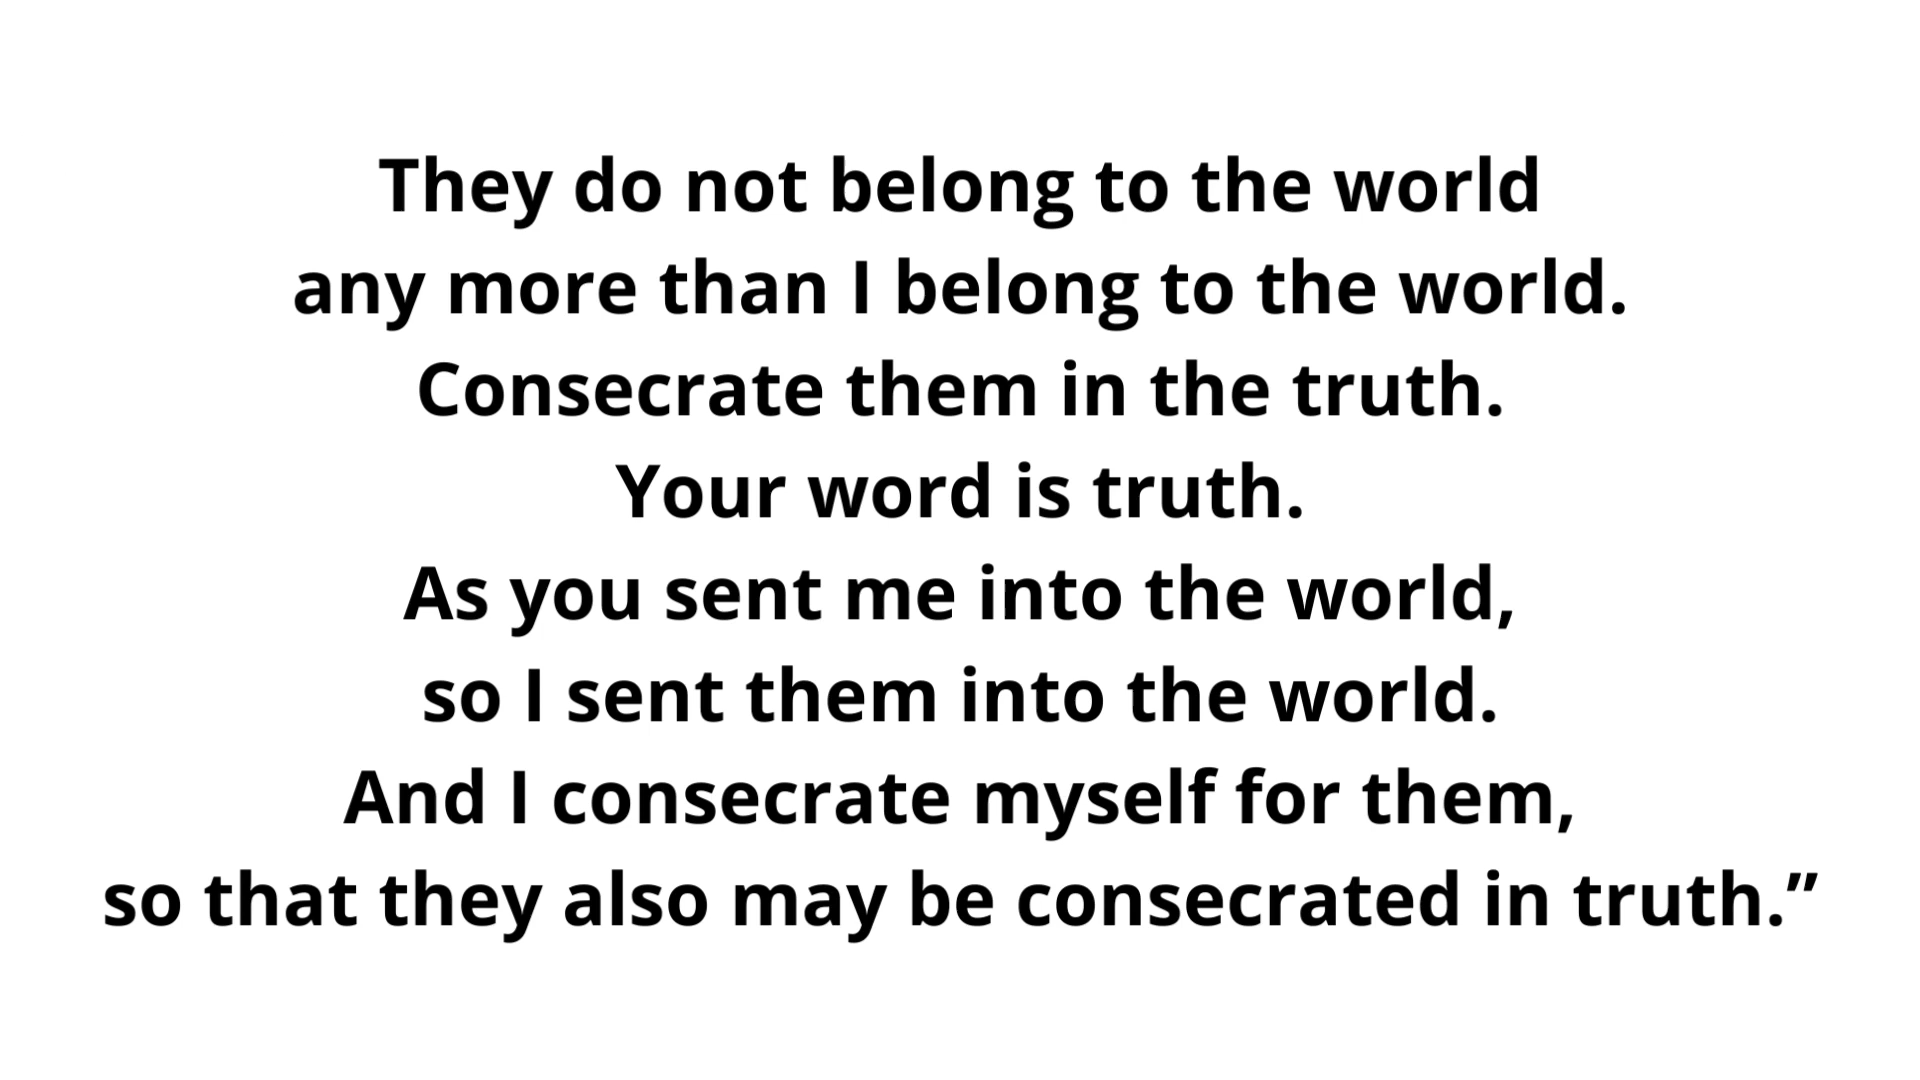 They do not belong to the world
any more than I belong to the world.
Consecrate them in the truth.
Your word is truth.
As you sent me into the world,
so I sent them into the world.
And I consecrate myself for them,
so that they also may be consecrated in truth.”